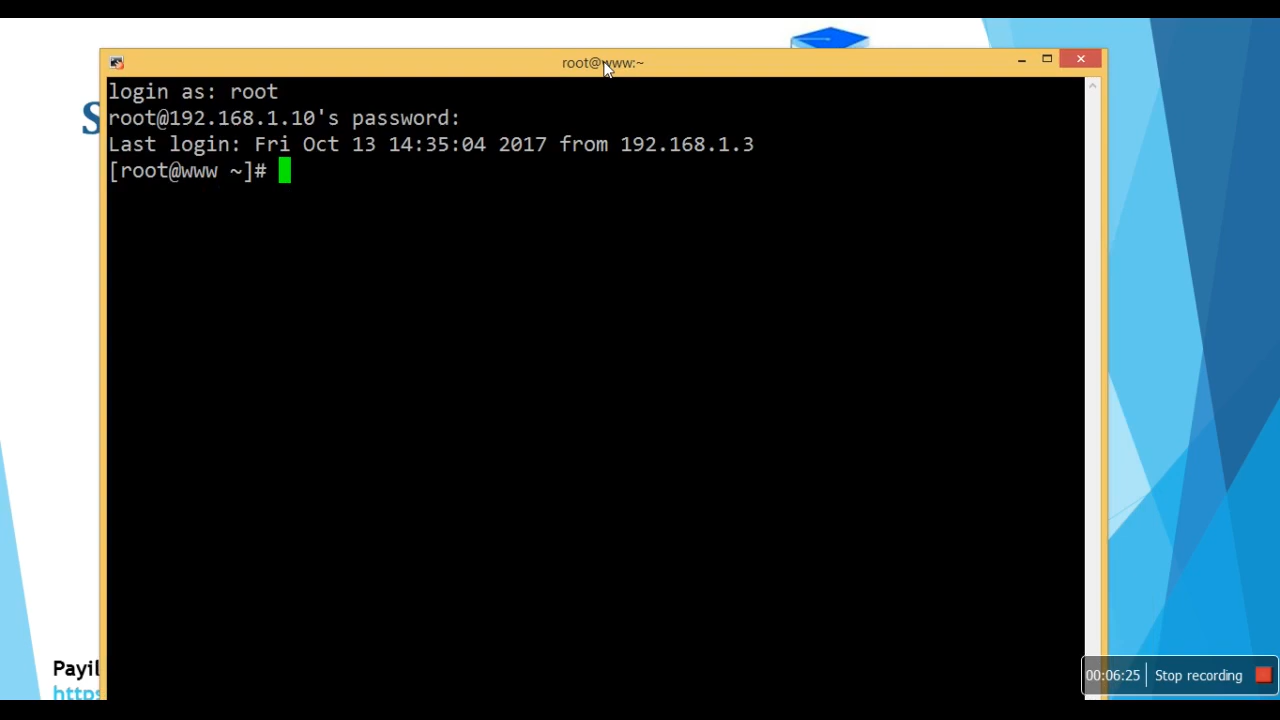 root@www:~
login as: root
root@192.168.1.10's password:
Last login: Fri Oct 13 14:35:04 2017 from 192.168.1.3
[root@www ~]#
S
Payil
https
00:06:25 Stop recording